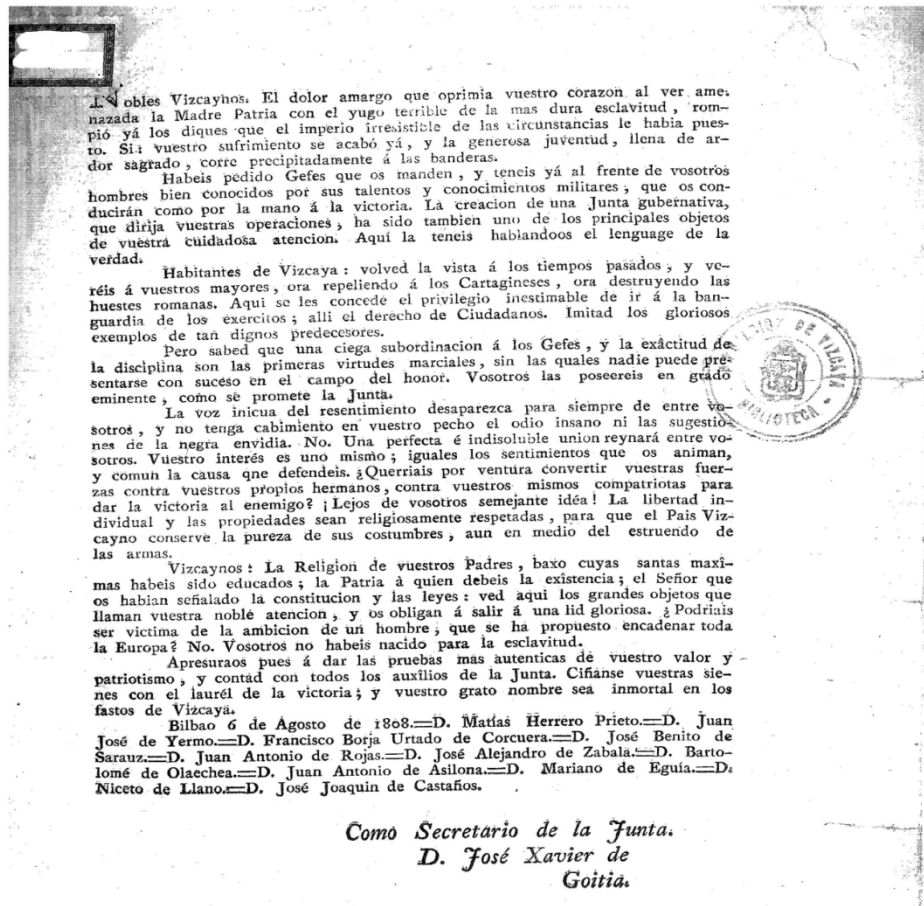 Nobles Vizcaynos. El dolor amargo que oprimia vuestro corazon al ver ame-
nazada la Madre Patria con el yugo terrible de la mas dura esclavitud, rom-
pió yá los diques que el imperio irresistible de las circunstancias le habia pues-
to. Si: vuestro sufrimiento se acabó yá, y la generosa juventud, llena de ar-
dor sagrado, corre precipitadamente á las banderas.
Habeis pedido Gefes que os manden, y teneis yá al frente de vosotros
hombres bien conocidos por sus talentos y conocimientos militares, que os con-
ducirán como por la mano á la victoria. La creacion de una Junta gubernativa,
que dirija vuestras operaciones, ha sido tambien uno de los principales objetos
de vuestra cuidadosa atencion. Aquí la teneis hablandoos el lenguage de la
verdad.
Habitantes de Vizcaya: volved la vista á los tiempos pasados, y ve-
réis á vuestros mayores, ora repeliendo á los Cartagineses, ora destruyendo las
huestes romanas. Aqui se les concede el privilegio inestimable de ir á la ban-
guardia de los exercitos; alli el derecho de Ciudadanos. Imitad los gloriosos
exemplos de tan dignos predecesores.
Pero sabed que una ciega subordinacion á los Gefes, y la exâctitud de
la disciplina son las primeras virtudes marciales, sin las quales nadie puede pre-
sentarse con suceso en el campo del honor. Vosotros las poseereis en grado
eminente, como se promete la Junta.
La voz inicua del resentimiento desaparezca para siempre de entre vo-
sotros, y no tenga cabimiento en vuestro pecho el odio insano ni las sugestio-
nes de la negra envidia. No. Una perfecta é indisoluble union reynará entre vo-
sotros. Vuestro interés es uno mismo; iguales los sentimientos que os animan,
y comun la causa qne defendeis. ¿Querriais por ventura convertir vuestras fuer-
zas contra vuestros propios hermanos, contra vuestros mismos compatriotas para
dar la victoria al enemigo? ¡Lejos de vosotros semejante idéa! La libertad in-
dividual y las propiedades sean religiosamente respetadas, para que el Pais Viz-
cayno conserve la pureza de sus costumbres, aun en medio del estruendo de
las armas.
Vizcaynos: La Religion de vuestros Padres, baxo cuyas santas maxî-
mas habeis sido educados; la Patria à quien debeis la existencia; el Señor que
os habian señalado la constitucion y las leyes: ved aqui los grandes objetos que
llaman vuestra noble atencion, y os obligan á salir á una lid gloriosa. ¿Podriais
ser victima de la ambicion de un hombre, que se ha propuesto encadenar toda
la Europa? No. Vosotros no habeis nacido para la esclavitud.
Apresuraos pues á dar las pruebas mas autenticas de vuestro valor y
patriotismo, y contad con todos los auxîlios de la Junta. Ciñanse vuestras sie-
nes con el laurél de la victoria; y vuestro grato nombre sea inmortal en los
fastos de Vizcaya.
Bilbao 6 de Agosto de 1808.=D. Matías Herrero Prieto.=D. Juan
José de Yermo.=D. Francisco Borja Urtado de Corcuera.=D. José Benito de
Sarauz.=D. Juan Antonio de Rojas.=D. José Alejandro de Zabala.=D. Barto-
lomé de Olaechea.=D. Juan Antonio de Asilona.=D. Mariano de Eguía.=D.
Niceto de Llano.=D. José Joaquin de Castaños.
Como Secretario de la Junta.
D. José Xavier de
Goitia.
DE VIZCAYA
BIBLIOTECA